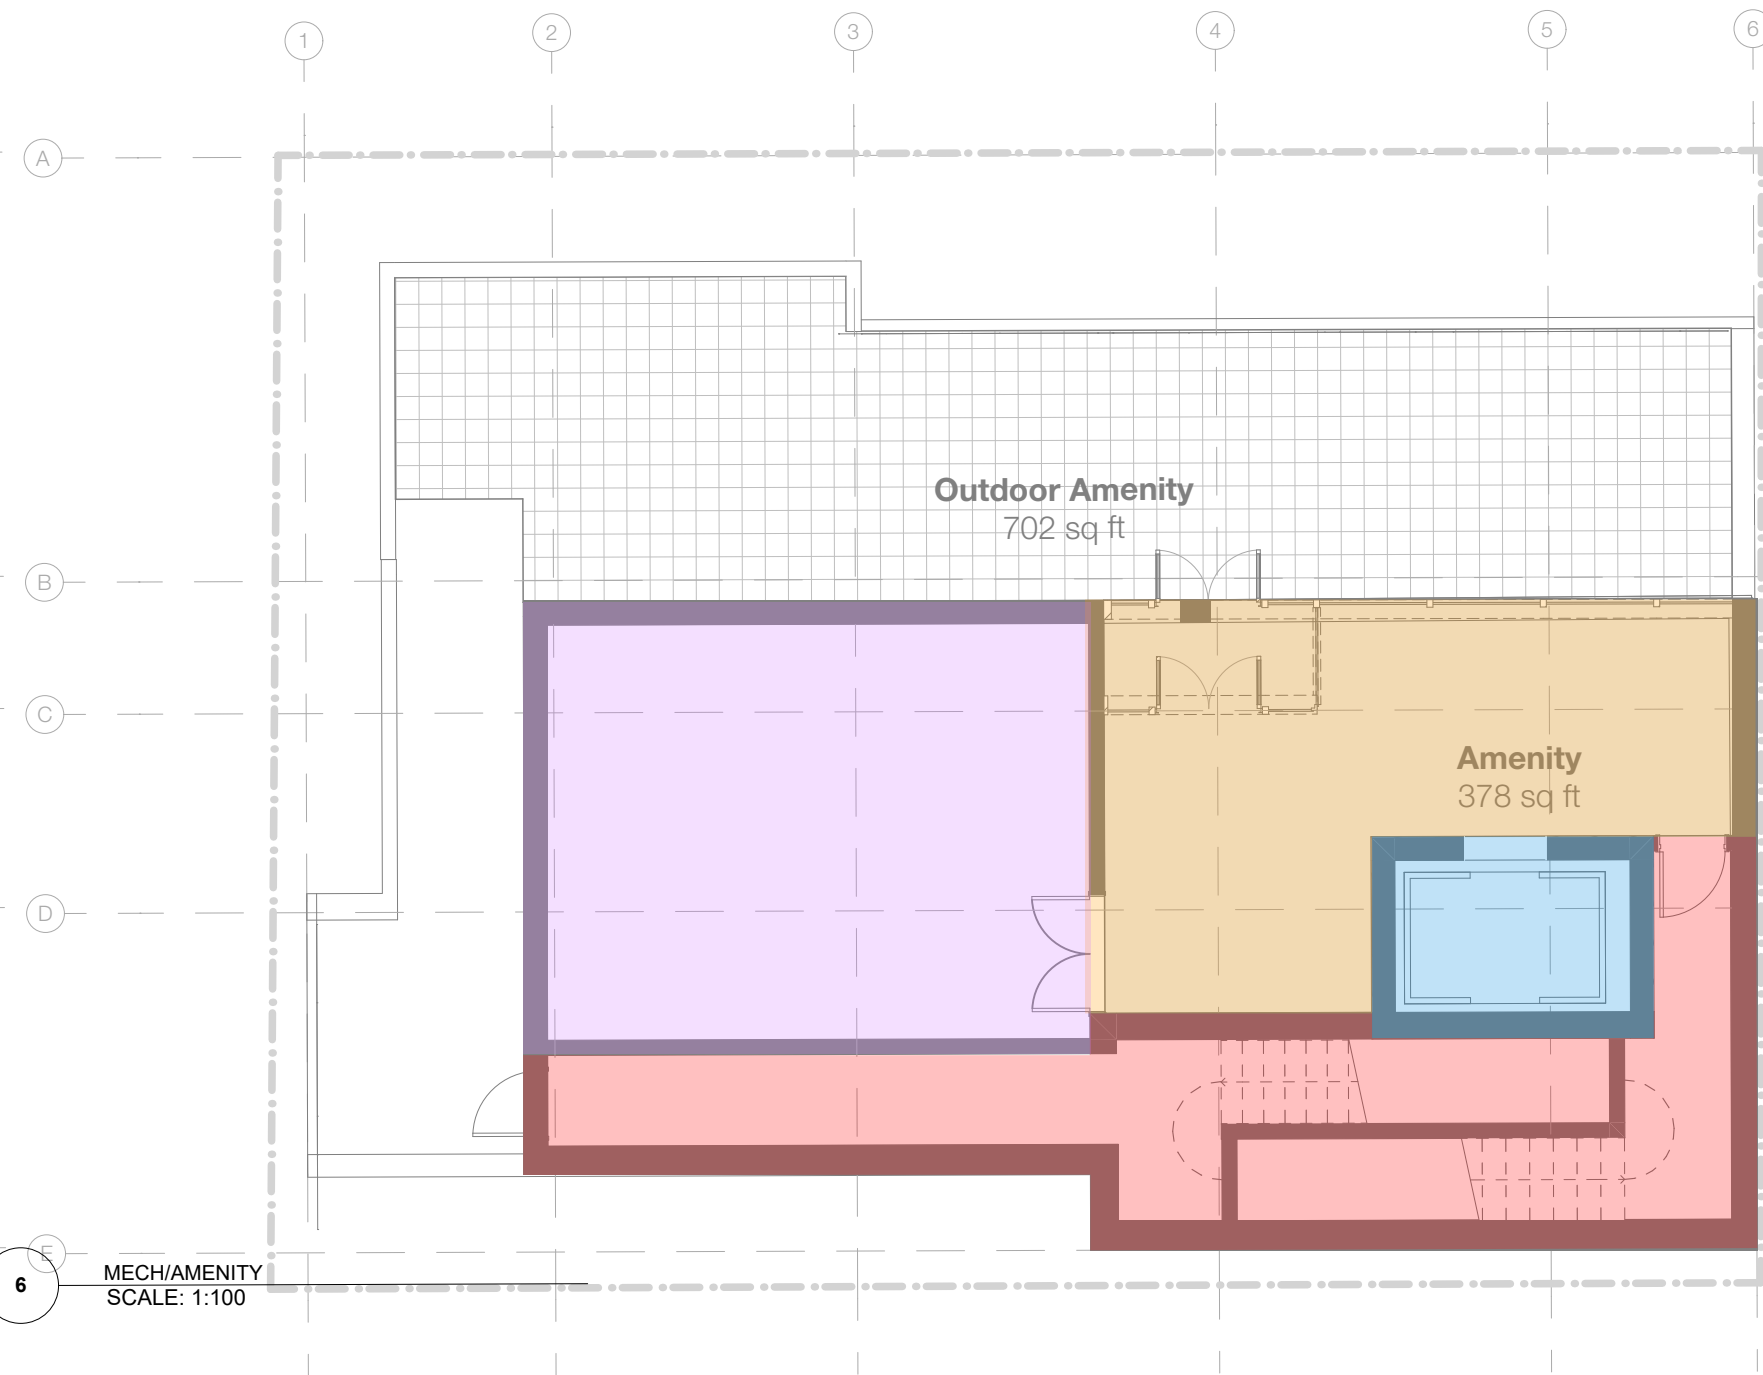 1 2 3 4 5 6
A
Outdoor Amenity
702 sq ft
B
C
Amenity
378 sq ft
D
E
6
MECH/AMENITY
SCALE: 1:100